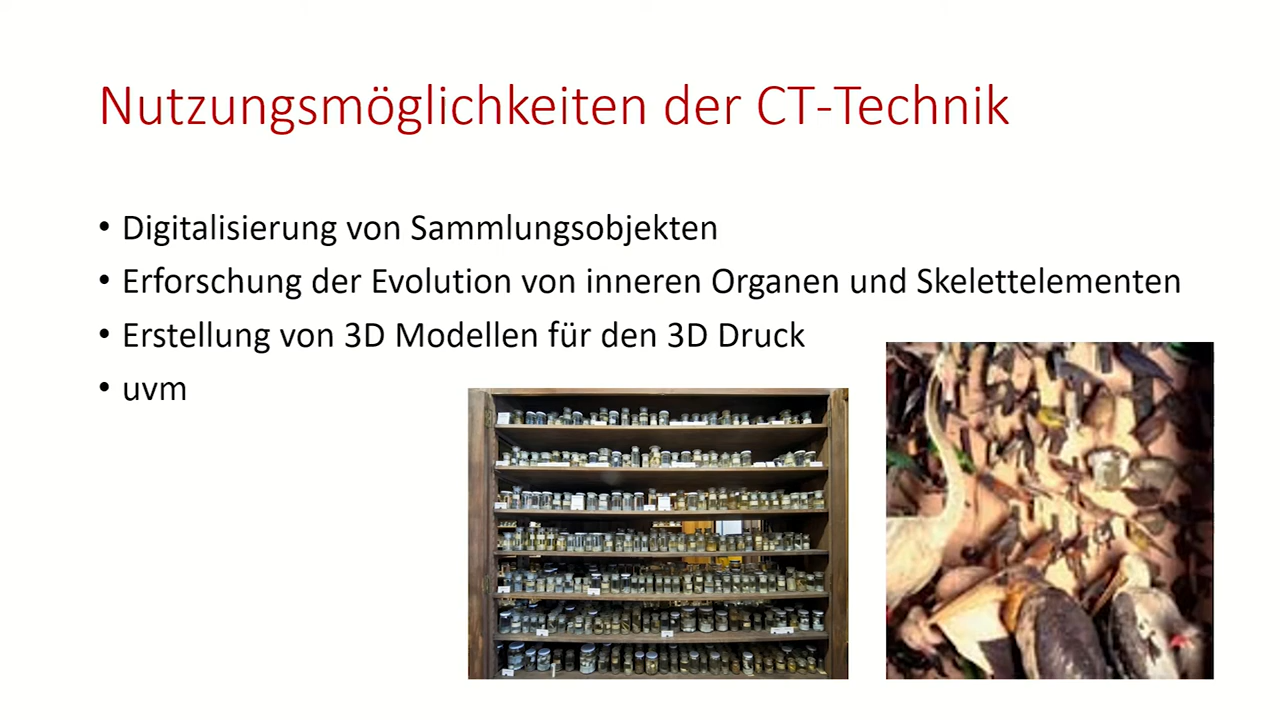 Nutzungsmöglichkeiten der CT-Technik
• Digitalisierung von Sammlungsobjekten
• Erforschung der Evolution von inneren Organen und Skelettelementen
• Erstellung von 3D Modellen für den 3D Druck
• uvm